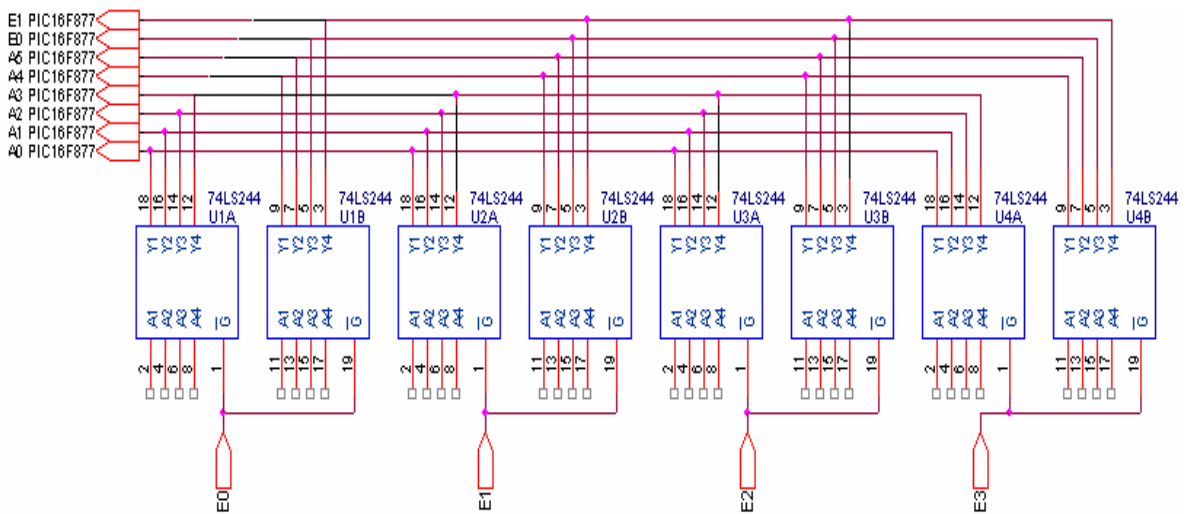 E1 PIC16F877
E0 PIC16F877
A5 PIC16F877
A4 PIC16F877
A3 PIC16F877
A2 PIC16F877
A1 PIC16F877
A0 PIC16F877
18 16 14 12 74LS244 U1A
9 7 5 3 74LS244 U1B
18 16 14 12 74LS244 U2A
9 7 5 3 74LS244 U2B
18 16 14 12 74LS244 U3A
9 7 5 3 74LS244 U3B
18 16 14 12 74LS244 U4A
9 7 5 3 74LS244 U4B
Y1 Y2 Y3 Y4 Y1 Y2 Y3 Y4 Y1 Y2 Y3 Y4 Y1 Y2 Y3 Y4 Y1 Y2 Y3 Y4 Y1 Y2 Y3 Y4 Y1 Y2 Y3 Y4 Y1 Y2 Y3 Y4
A1 A2 A3 A4 G A1 A2 A3 A4 G A1 A2 A3 A4 G A1 A2 A3 A4 G A1 A2 A3 A4 G A1 A2 A3 A4 G A1 A2 A3 A4 G A1 A2 A3 A4 G
2 4 6 8 1 11 13 15 17 19 2 4 6 8 1 11 13 15 17 19 2 4 6 8 1 11 13 15 17 19 2 4 6 8 1 11 13 15 17 19
E0 E1 E2 E3